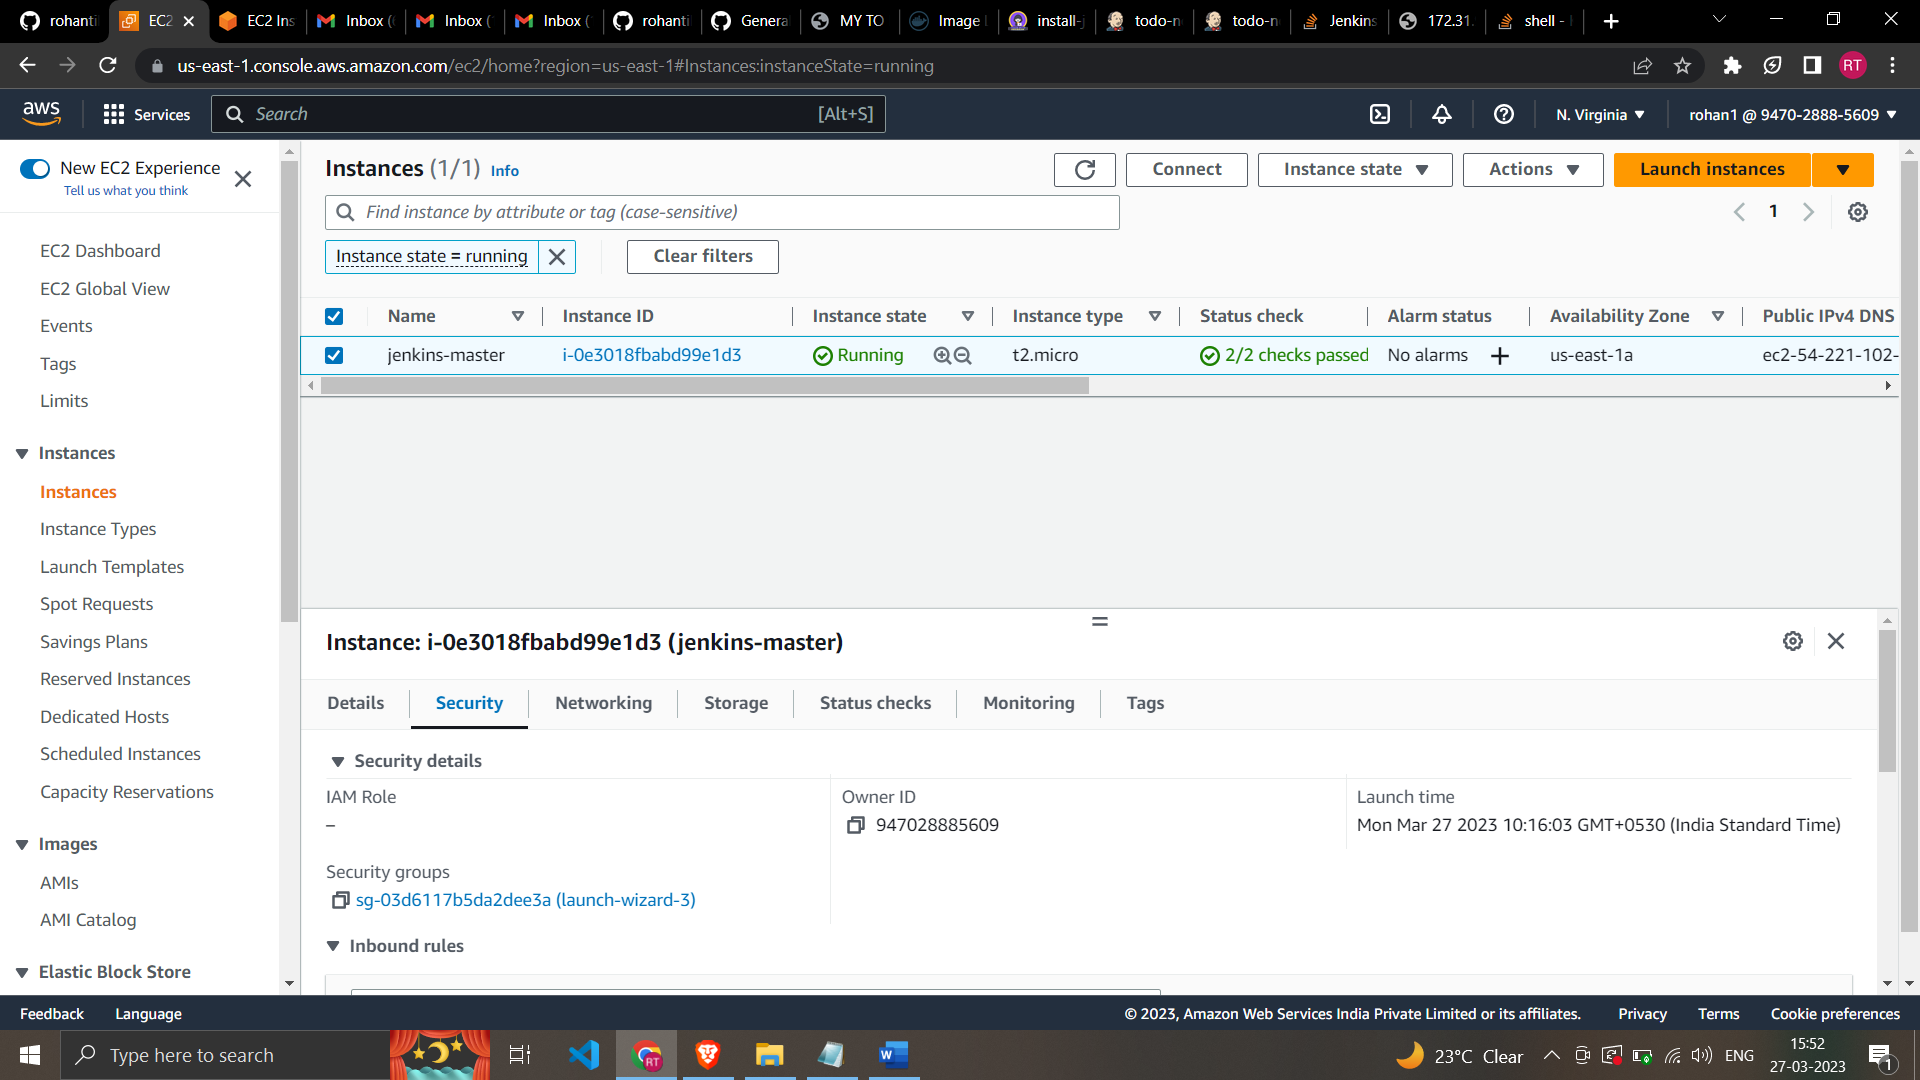 rohanti
EC2
EC2 Ins
Inbox (
Inbox (
Inbox (
rohanti
General
MY TO
Image
install-j
todo-n
todo-n
Jenkins
172.31.
shell -
us-east-1.console.aws.amazon.com/ec2/home?region=us-east-1#Instances:instanceState=running
RT
aws
Services
Search
[Alt+S]
N. Virginia
rohan1 @ 9470-2888-5609
New EC2 Experience
Tell us what you think
EC2 Dashboard
EC2 Global View
Events
Tags
Limits
Instances
Instances
Instance Types
Launch Templates
Spot Requests
Savings Plans
Reserved Instances
Dedicated Hosts
Scheduled Instances
Capacity Reservations
Images
AMIs
AMI Catalog
Elastic Block Store
Instances (1/1) Info
Connect
Instance state
Actions
Launch instances
Find instance by attribute or tag (case-sensitive)
1
Instance state = running
Clear filters
Name Instance ID Instance state Instance type Status check Alarm status Availability Zone Public IPv4 DNS
jenkins-master i-0e3018fbabd99e1d3 Running t2.micro 2/2 checks passed No alarms us-east-1a ec2-54-221-102-
Instance: i-0e3018fbabd99e1d3 (jenkins-master)
Details Security Networking Storage Status checks Monitoring Tags
Security details
IAM Role
–
Owner ID
947028885609
Launch time
Mon Mar 27 2023 10:16:03 GMT+0530 (India Standard Time)
Security groups
sg-03d6117b5da2dee3a (launch-wizard-3)
Inbound rules
Feedback Language © 2023, Amazon Web Services India Private Limited or its affiliates. Privacy Terms Cookie preferences
Type here to search
RT
23°C Clear
ENG
15:52
27-03-2023
1